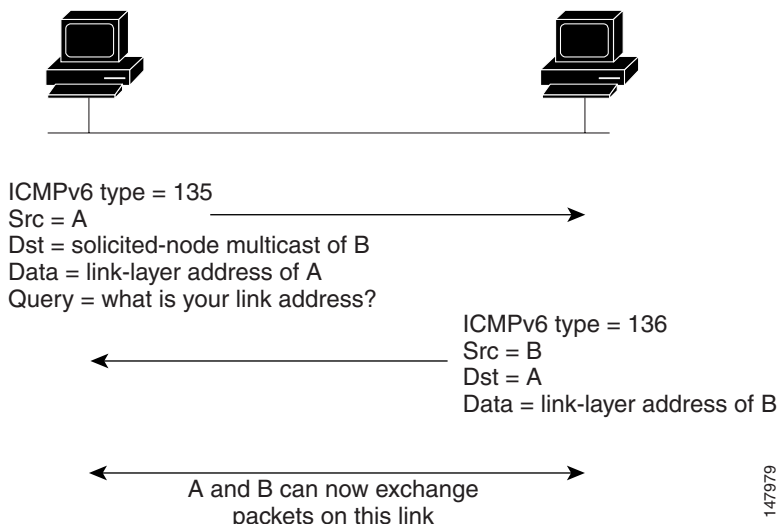 ICMPv6 type = 135
Src = A
Dst = solicited-node multicast of B
Data = link-layer address of A
Query = what is your link address?
ICMPv6 type = 136
Src = B
Dst = A
Data = link-layer address of B
A and B can now exchange
packets on this link
147979